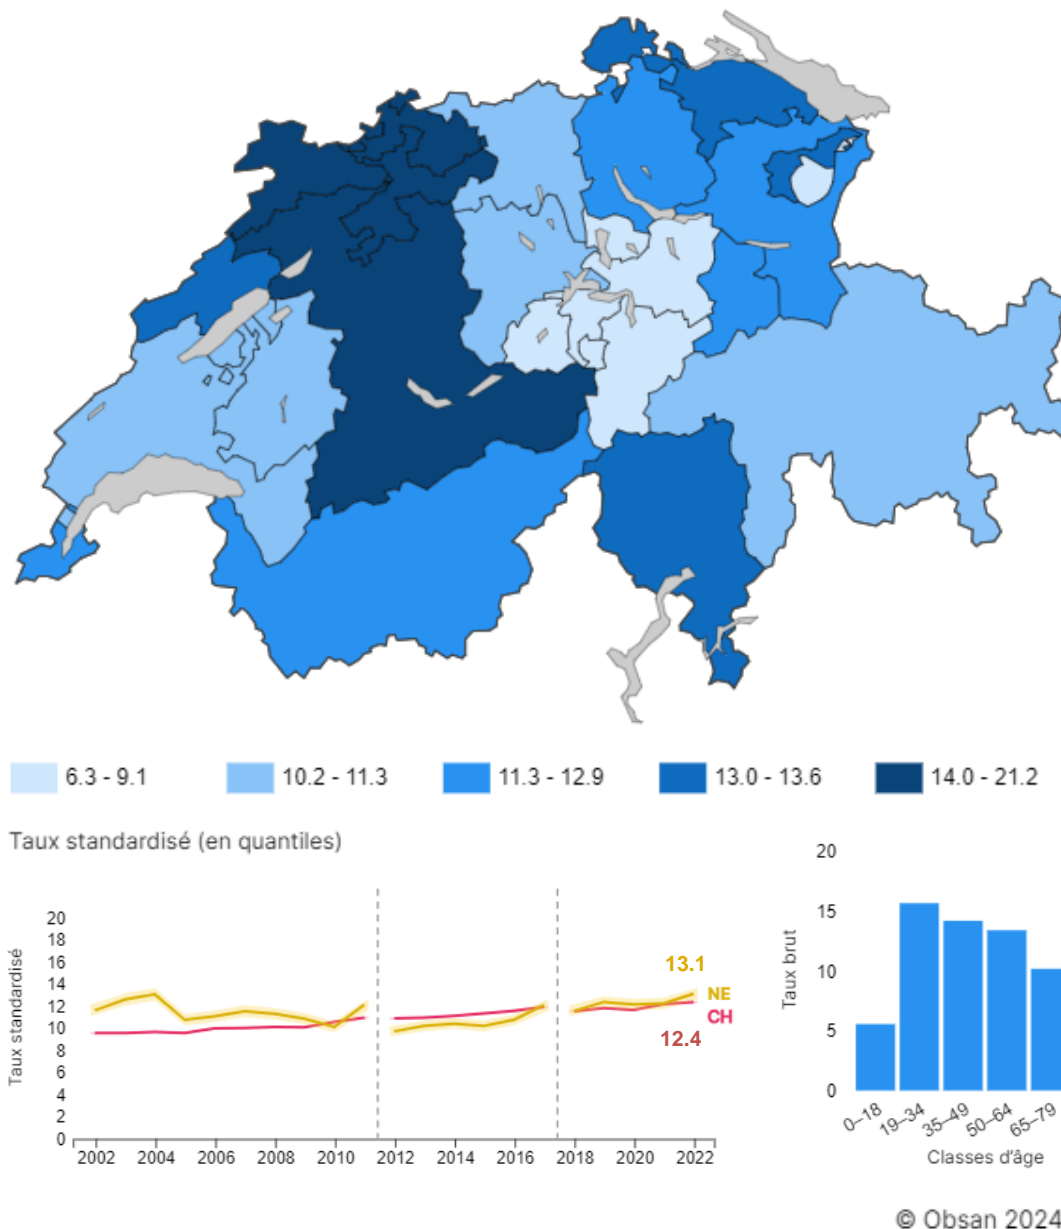 6.3 - 9.1
10.2 - 11.3
11.3 - 12.9
13.0 - 13.6
14.0 - 21.2
Taux standardisé (en quantiles)
Taux standardisé
20
18
16
14
12
10
8
6
4
2
0
13.1
NE
CH
12.4
2002
2004
2006
2008
2010
2012
2014
2016
2018
2020
2022
Taux brut
20
15
10
5
0
0–18
19–34
35–49
50–64
65–79
Classes d'âge
© Obsan 2024